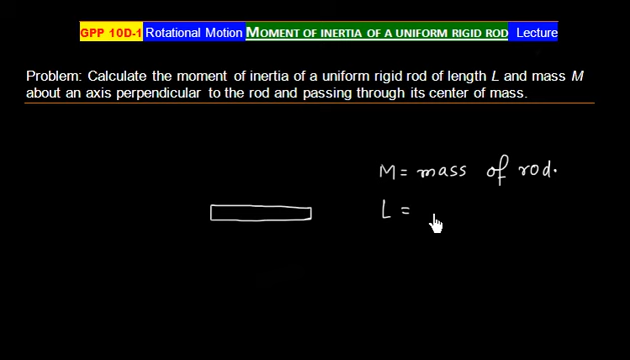 GPP 10D-1 Rotational Motion MOMENT OF INERTIA OF A UNIFORM RIGID ROD Lecture
Problem: Calculate the moment of inertia of a uniform rigid rod of length L and mass M
about an axis perpendicular to the rod and passing through its center of mass.
M = mass of rod.
L =